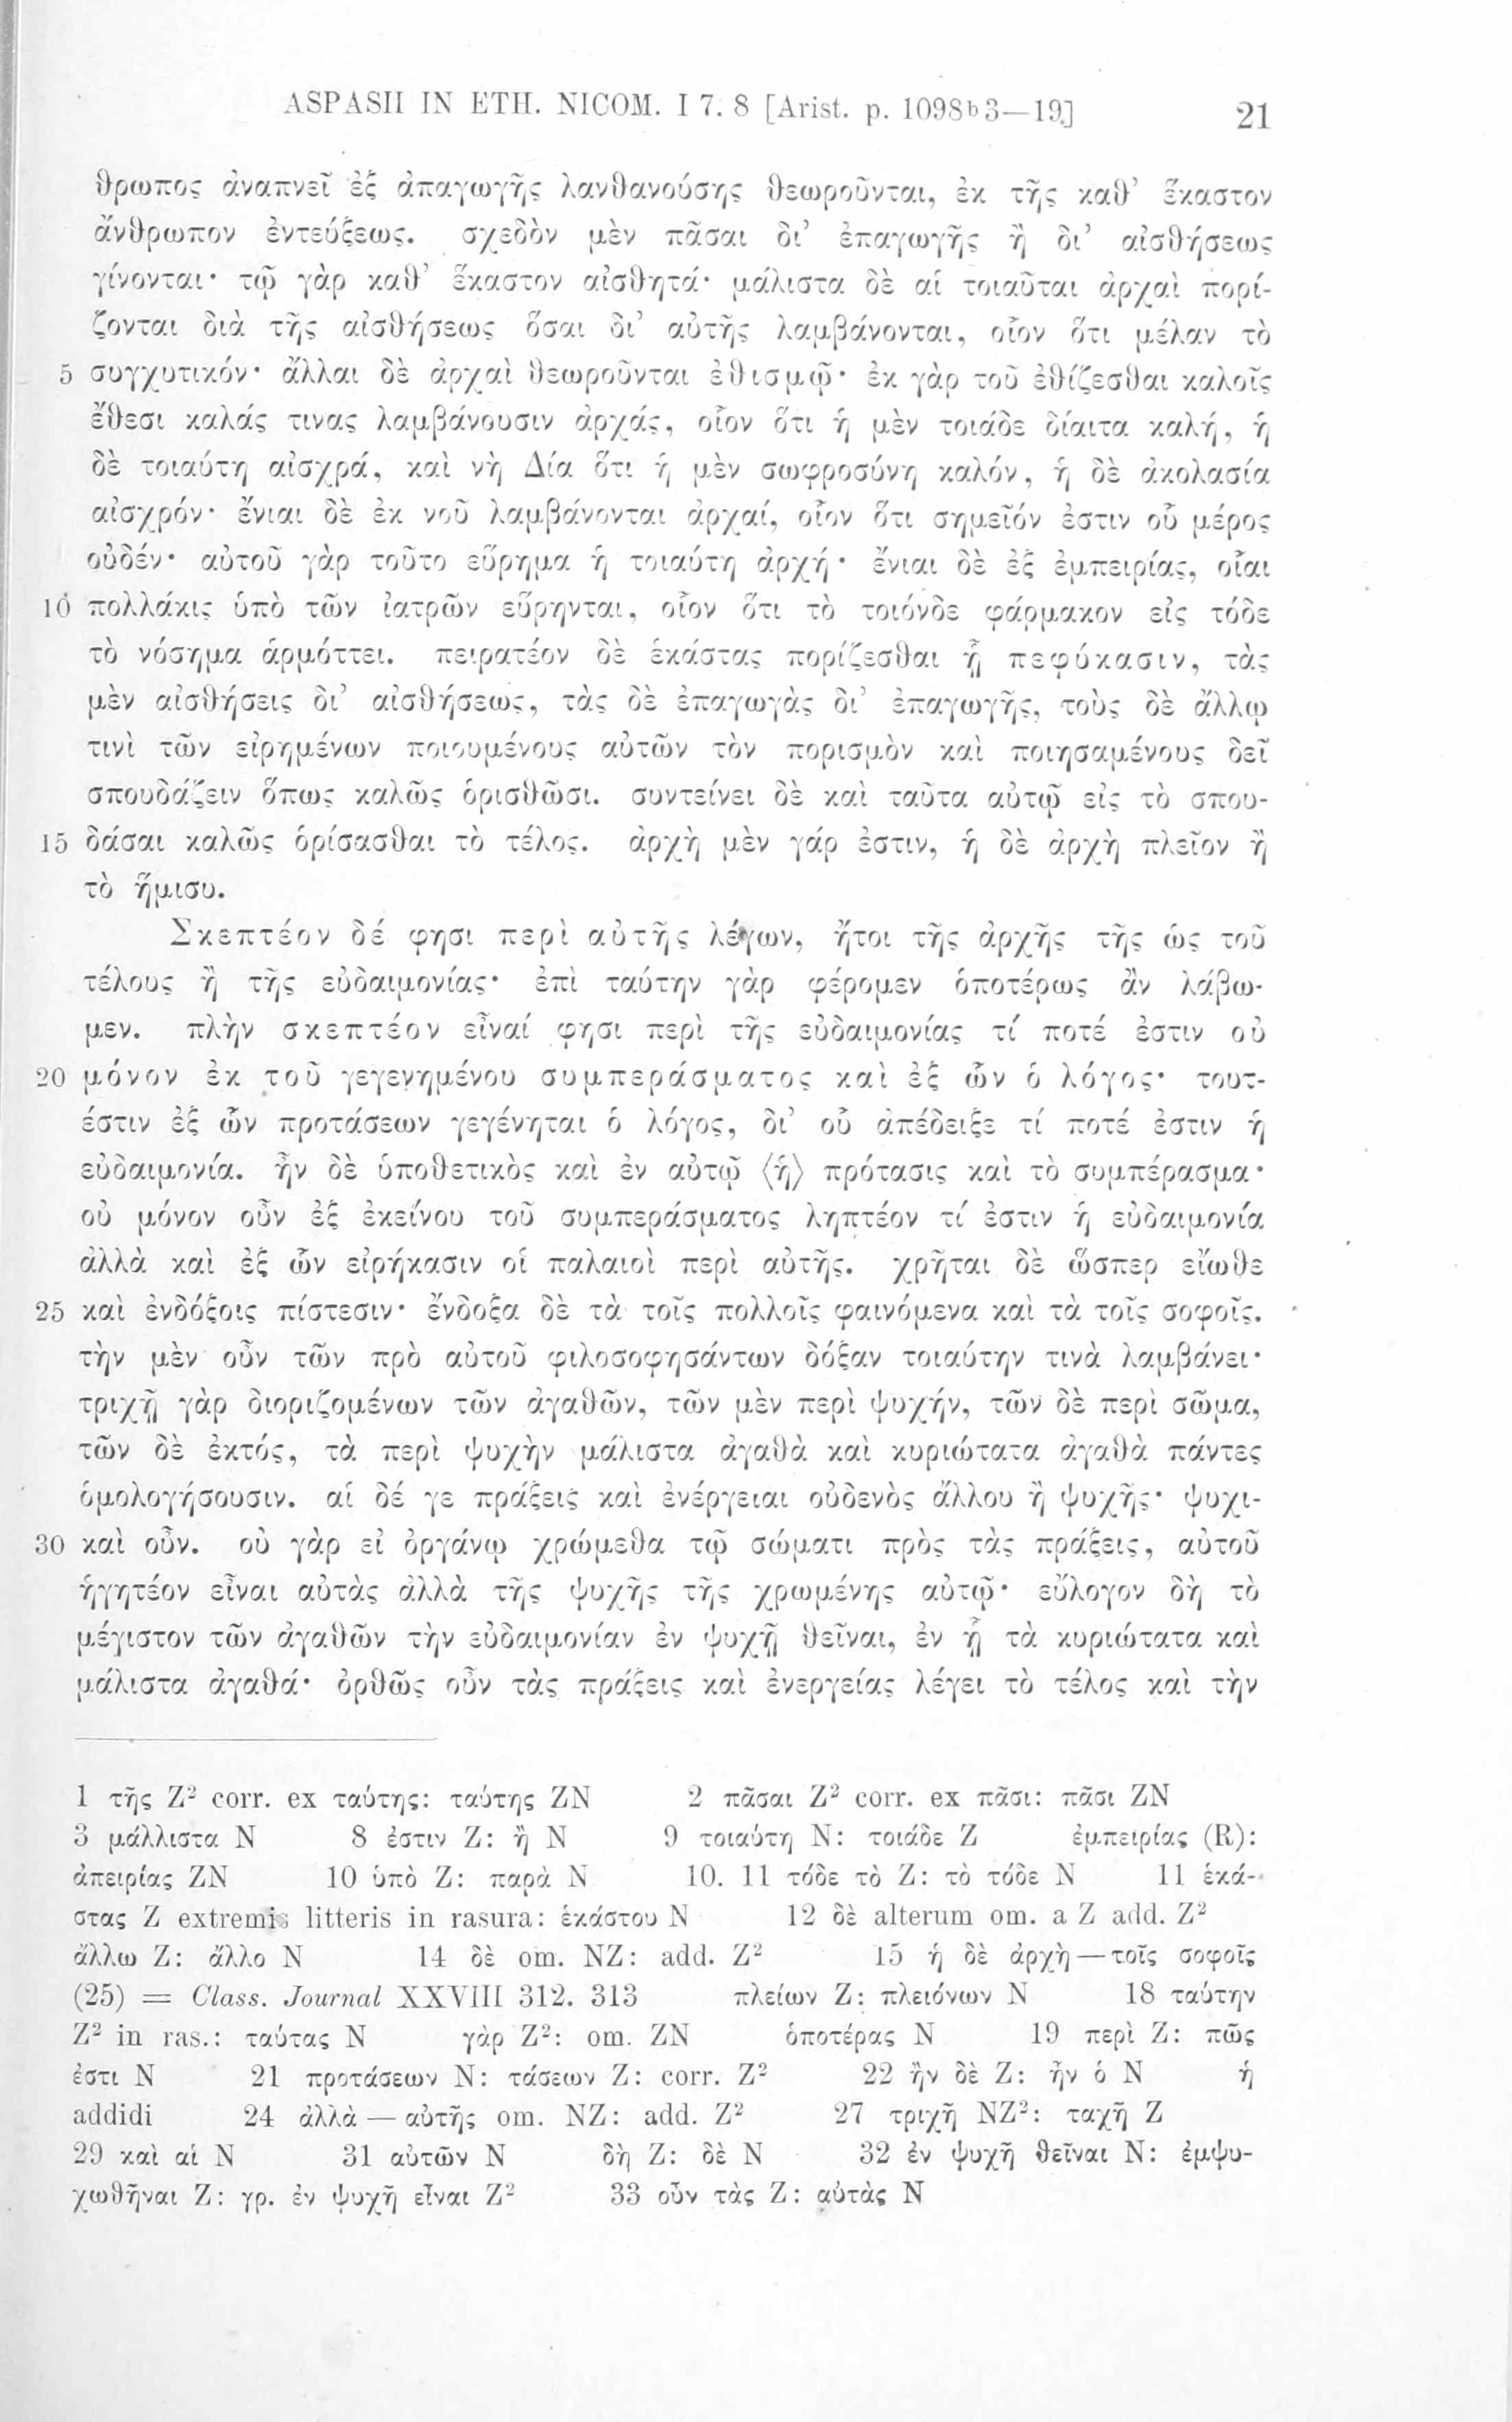 ASPASII IN ETH. NICOM. I 7. 8 [Arist. p. 1098b3—19] 21
θρωπος ἀναπνεῖ ἐξ ἀπαγωγῆς λανθανούσης θεωροῦνται, ἐκ τῆς καθ’ ἕκαστον
ἄνθρωπον ἐντεύξεως. σχεδὸν μὲν πᾶσαι δι’ ἐπαγωγῆς ἢ δι’ αἰσθήσεως
γίνονται· τῷ γὰρ καθ’ ἕκαστον αἰσθητά· μάλιστα δὲ αἱ τοιαῦται ἀρχαὶ πορί-
ζονται διὰ τῆς αἰσθήσεως ὅσαι δι’ αὐτῆς λαμβάνονται, οἷον ὅτι μέλαν τὸ
5 συγχυτικόν· ἄλλαι δὲ ἀρχαὶ θεωροῦνται ἐθισμῷ· ἐκ γὰρ τοῦ ἐθίζεσθαι καλοῖς
ἔθεσι καλάς τινας λαμβάνουσιν ἀρχάς, οἷον ὅτι ἡ μὲν τοιάδε δίαιτα καλή, ἡ
δὲ τοιαύτη αἰσχρά, καὶ νὴ Δία ὅτι ἡ μὲν σωφροσύνη καλόν, ἡ δὲ ἀκολασία
αἰσχρόν· ἔνιαι δὲ ἐκ νοῦ λαμβάνονται ἀρχαί, οἷον ὅτι σημεῖόν ἐστιν οὗ μέρος
οὐδέν· αὐτοῦ γὰρ τοῦτο εὕρημα ἡ τοιαύτη ἀρχή· ἔνιαι δὲ ἐξ ἐμπειρίας, οἷαι
10 πολλάκις ὑπὸ τῶν ἰατρῶν εὕρηνται, οἷον ὅτι τὸ τοιόνδε φάρμακον εἰς τόδε
τὸ νόσημα ἁρμόττει. πειρατέον δὲ ἑκάστας πορίζεσθαι ᾗ πεφύκασιν, τὰς
μὲν αἰσθήσεις δι’ αἰσθήσεως, τὰς δὲ ἐπαγωγὰς δι’ ἐπαγωγῆς, τοὺς δὲ ἄλλῳ
τινὶ τῶν εἰρημένων ποιουμένους αὐτῶν τὸν πορισμὸν καὶ ποιησαμένους δεῖ
σπουδάζειν ὅπως καλῶς ὁρισθῶσι. συντείνει δὲ καὶ ταῦτα αὐτῷ εἰς τὸ σπου-
15 δάσαι καλῶς ὁρίσασθαι τὸ τέλος. ἀρχὴ μὲν γάρ ἐστιν, ἡ δὲ ἀρχὴ πλεῖον ἢ
τὸ ἥμισυ.
Σκεπτέον δέ φησι περὶ αὐτῆς λέγων, ἤτοι τῆς ἀρχῆς τῆς ὡς τοῦ
τέλους ἢ τῆς εὐδαιμονίας· ἐπὶ ταύτην γὰρ φέρομεν ὁποτέρως ἂν λάβω-
μεν. πλὴν σκεπτέον εἶναί φησι περὶ τῆς εὐδαιμονίας τί ποτέ ἐστιν οὐ
20 μόνον ἐκ τοῦ γεγενημένου συμπεράσματος καὶ ἐξ ὧν ὁ λόγος· τουτ-
έστιν ἐξ ὧν προτάσεων γεγένηται ὁ λόγος, δι’ οὗ ἀπέδειξε τί ποτέ ἐστιν ἡ
εὐδαιμονία. ἦν δὲ ὑποθετικὸς καὶ ἐν αὐτῷ ⟨ἡ⟩ πρότασις καὶ τὸ συμπέρασμα·
οὐ μόνον οὖν ἐξ ἐκείνου τοῦ συμπεράσματος ληπτέον τί ἐστιν ἡ εὐδαιμονία
ἀλλὰ καὶ ἐξ ὧν εἰρήκασιν οἱ παλαιοὶ περὶ αὐτῆς. χρῆται δὲ ὥσπερ εἴωθε
25 καὶ ἐνδόξοις πίστεσιν· ἔνδοξα δὲ τὰ τοῖς πολλοῖς φαινόμενα καὶ τὰ τοῖς σοφοῖς.
τὴν μὲν οὖν τῶν πρὸ αὐτοῦ φιλοσοφησάντων δόξαν τοιαύτην τινὰ λαμβάνει·
τριχῇ γὰρ διοριζομένων τῶν ἀγαθῶν, τῶν μὲν περὶ ψυχήν, τῶν δὲ περὶ σῶμα,
τῶν δὲ ἐκτός, τὰ περὶ ψυχὴν μάλιστα ἀγαθὰ καὶ κυριώτατα ἀγαθὰ πάντες
ὁμολογήσουσιν. αἱ δέ γε πράξεις καὶ ἐνέργειαι οὐδενὸς ἄλλου ἢ ψυχῆς· ψυχι-
30 καὶ οὖν. οὐ γὰρ εἰ ὀργάνῳ χρώμεθα τῷ σώματι πρὸς τὰς πράξεις, αὐτοῦ
ἡγητέον εἶναι αὐτὰς ἀλλὰ τῆς ψυχῆς τῆς χρωμένης αὐτῷ· εὔλογον δὴ τὸ
μέγιστον τῶν ἀγαθῶν τὴν εὐδαιμονίαν ἐν ψυχῇ θεῖναι, ἐν ᾗ τὰ κυριώτατα καὶ
μάλιστα ἀγαθά· ὀρθῶς οὖν τὰς πράξεις καὶ ἐνεργείας λέγει τὸ τέλος καὶ τὴν
1 τῆς Z² corr. ex ταύτης: ταύτης ZN 2 πᾶσαι Z² corr. ex πᾶσι: πᾶσι ZN
3 μάλλιστα N 8 ἐστιν Z: ἢ N 9 τοιαύτη N: τοιάδε Z ἐμπειρίας (R):
ἀπειρίας ZN 10 ὑπὸ Z: παρὰ N 10. 11 τόδε τὸ Z: τὸ τόδε N 11 ἑκά-
στας Z extremis litteris in rasura: ἑκάστου N 12 δὲ alterum om. a Z add. Z²
ἄλλω Z: ἄλλο N 14 δὲ om. NZ: add. Z² 15 ἡ δὲ ἀρχὴ — τοῖς σοφοῖς
(25) = Class. Journal XXVIII 312. 313 πλείων Z: πλειόνων N 18 ταύτην
Z² in ras.: ταύτας N γὰρ Z²: om. ZN ὁποτέρας N 19 περὶ Z: πῶς
ἐστι N 21 προτάσεων N: τάσεων Z: corr. Z² 22 ἢν δὲ Z: ἦν ὁ N ἡ
addidi 24 ἀλλὰ — αὐτῆς om. NZ: add. Z² 27 τριχῆ NZ²: ταχῆ Z
29 καὶ αἱ N 31 αὐτῶν N δὴ Z: δὲ N 32 ἐν ψυχῆ θεῖναι N: ἐμψυ-
χωθῆναι Z: γρ. ἐν ψυχῆ εἶναι Z² 33 οὖν τὰς Z: αὐτὰς N